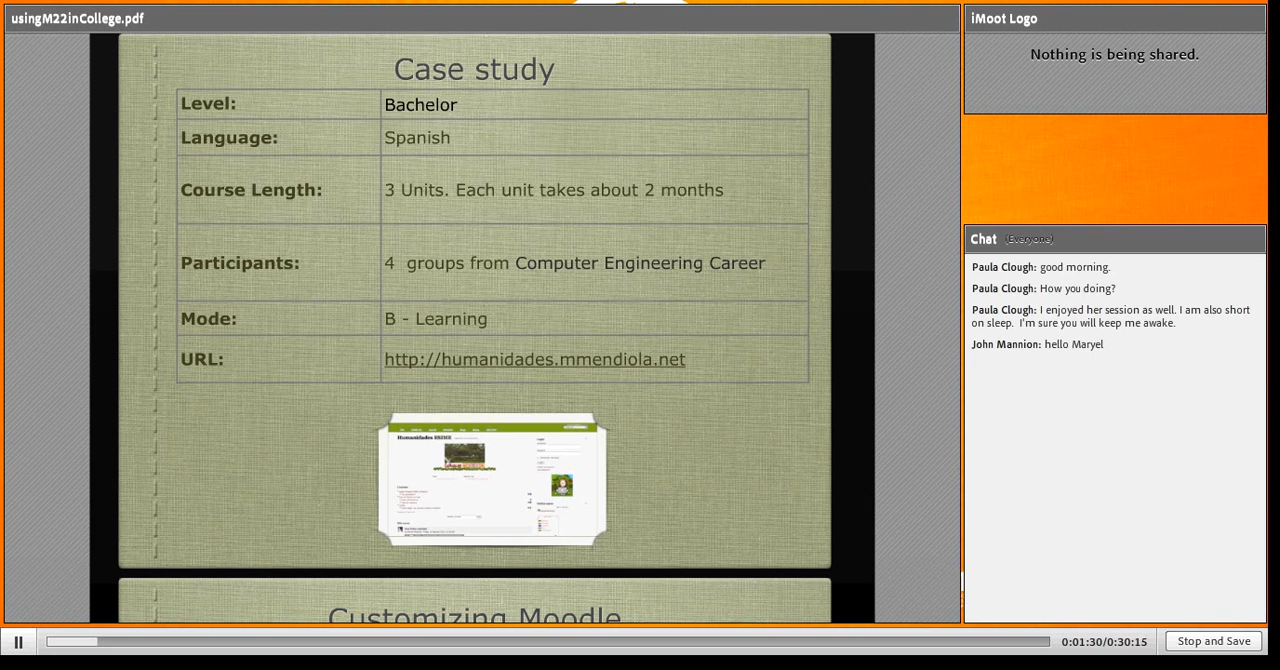 usingM22inCollege.pdf
iMoot Logo
Nothing is being shared.
Case study
Level: Bachelor
Language: Spanish
Course Length: 3 Units. Each unit takes about 2 months
Participants: 4 groups from Computer Engineering Career
Mode: B - Learning
URL: http://humanidades.mmendiola.net
Humanidades ESIME
Customizing Moodle
Chat (Everyone)
Paula Clough: good morning.
Paula Clough: How you doing?
Paula Clough: I enjoyed her session as well. I am also short
on sleep. I'm sure you will keep me awake.
John Mannion: hello Maryel
0:01:30/0:30:15
Stop and Save